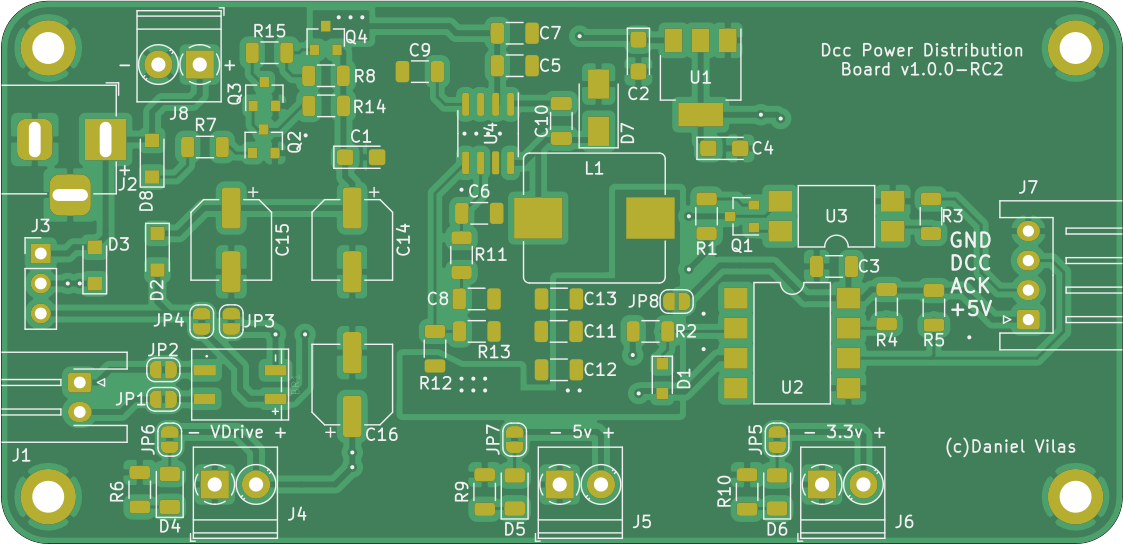 R15
Q4
C7
Dcc Power Distribution
Board v1.0.0-RC2
-
+
C9
C5
U1
R8
Q3
C2
J8
R14
R7
Q2
U4
C10
D7
C1
C4
+
J2
L1
D8
+
+
C6
J7
J3
D3
C15
C14
R11
R1
Q1
U3
R3
GND
DCC
ACK
+5V
D2
C8
C13
JP8
C3
JP4
JP3
R13
C11
R2
R4
R5
JP2
-
R12
C12
D1
U2
JP1
+
J1
JP6
- VDrive +
+
C16
JP7
- 5v +
JP5
- 3.3v +
(c)Daniel Vilas
R6
D4
J4
R9
D5
J5
R10
D6
J6